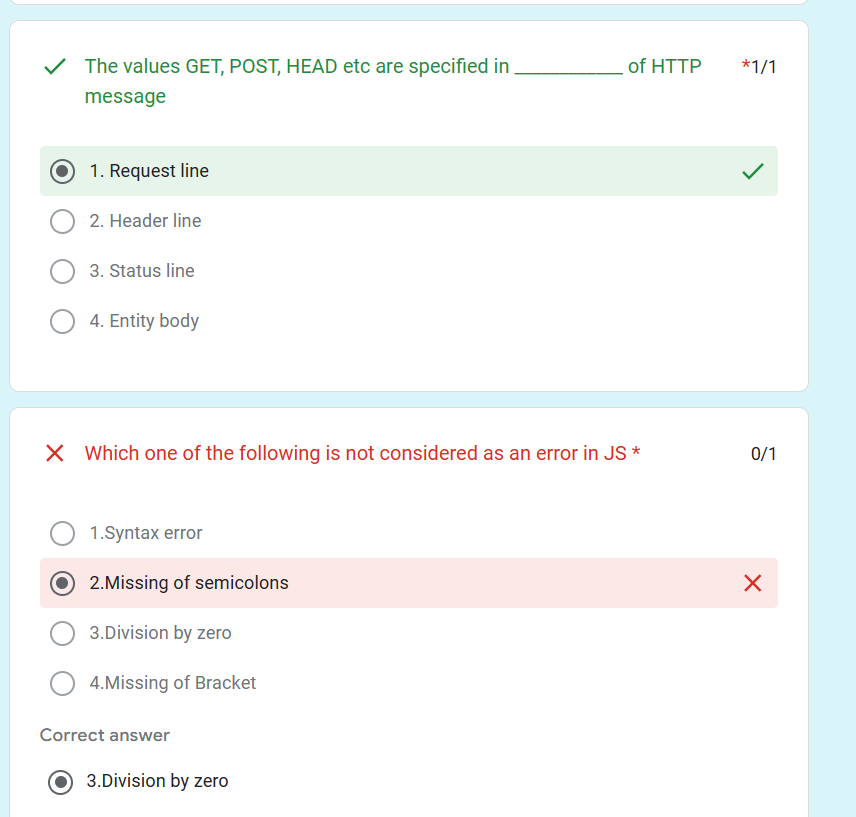 The values GET, POST, HEAD etc are specified in ___________ of HTTP *1/1
message
1. Request line
2. Header line
3. Status line
4. Entity body
Which one of the following is not considered as an error in JS * 0/1
1.Syntax error
2.Missing of semicolons
3.Division by zero
4.Missing of Bracket
Correct answer
3.Division by zero